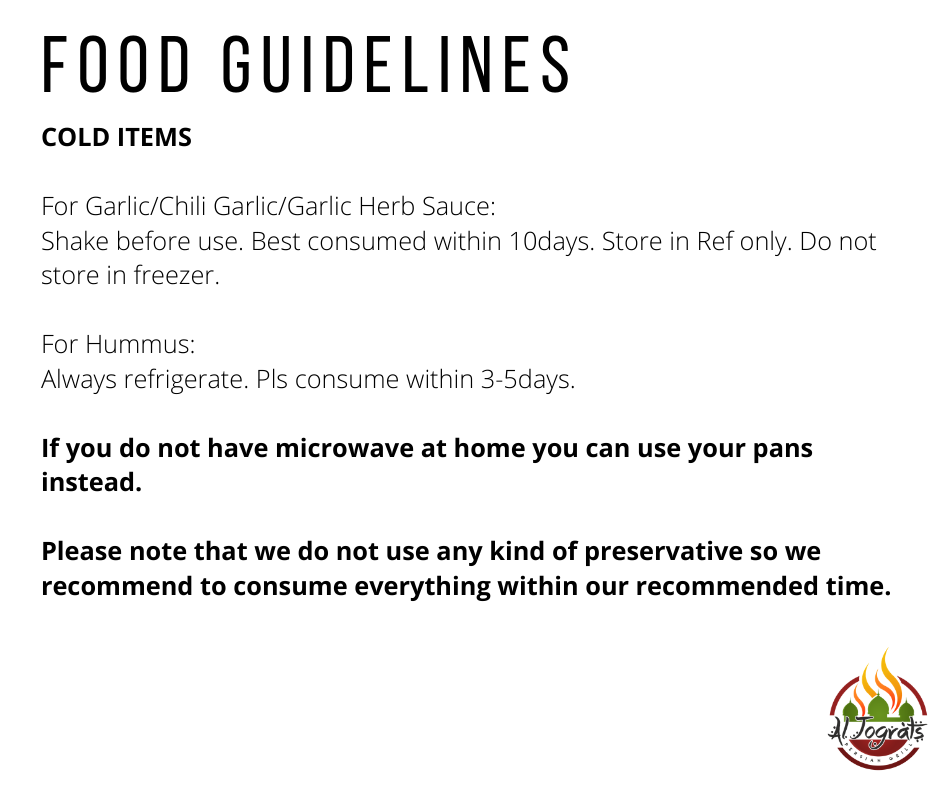 FOOD GUIDELINES
COLD ITEMS
For Garlic/Chili Garlic/Garlic Herb Sauce:
Shake before use. Best consumed within 10days. Store in Ref only. Do not
store in freezer.
For Hummus:
Always refrigerate. Pls consume within 3-5days.
If you do not have microwave at home you can use your pans
instead.
Please note that we do not use any kind of preservative so we
recommend to consume everything within our recommended time.
Al Tograts
PERSIAN GRILL